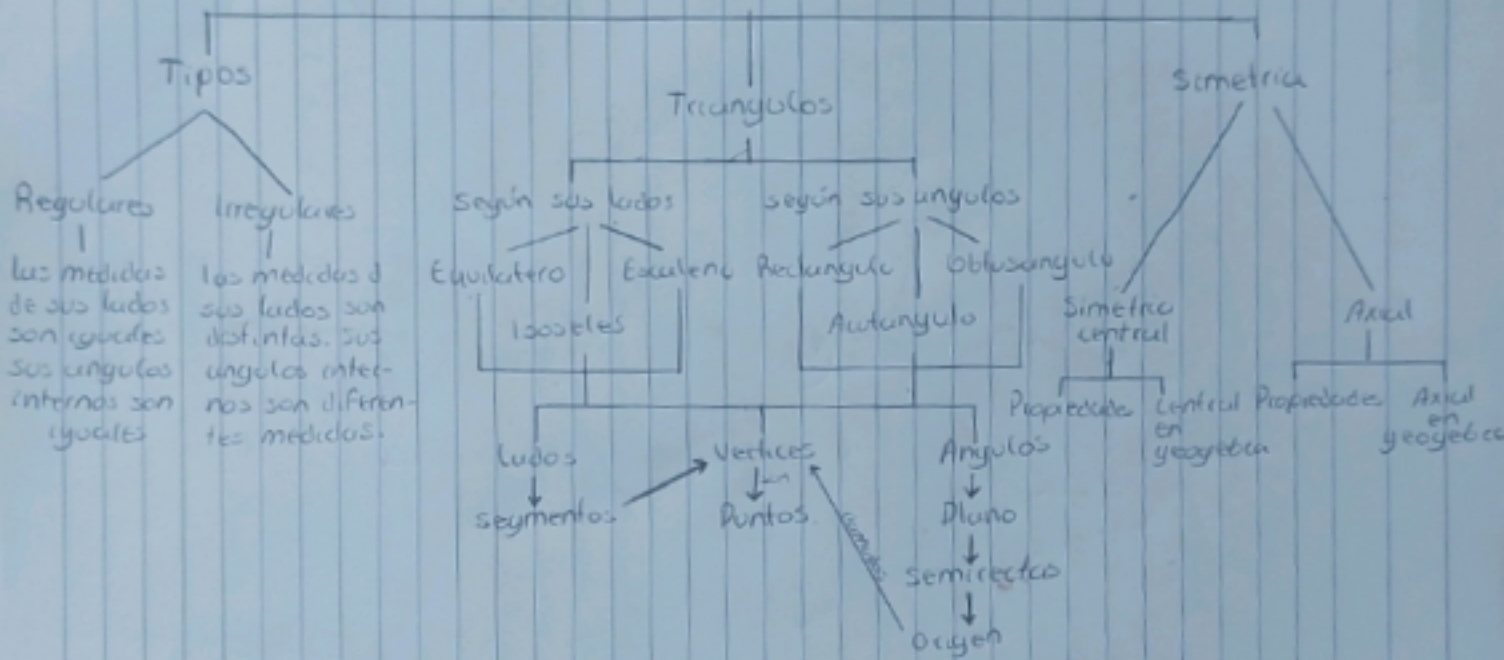 Tipos
Triangulos
Simetria
Regulares
Irregulares
las medidas
de sus lados
son iguales
sus angulos
internos son
iguales
las medidas d
sus lados son
distintas. sus
angulos inter-
nos son diferen-
tes medidas.
según sus lados
según sus angulos
Equilatero
Escaleno
Isoseles
Rectangulo
Obtusangulo
Acutangulo
Simetria
central
Axial
Propiedade
Central
en
geogebra
Propiedade
Axial
en
geogebra
Lados
Vertices
Angulos
segmentos
Puntos
Plano
semirectas
Origen